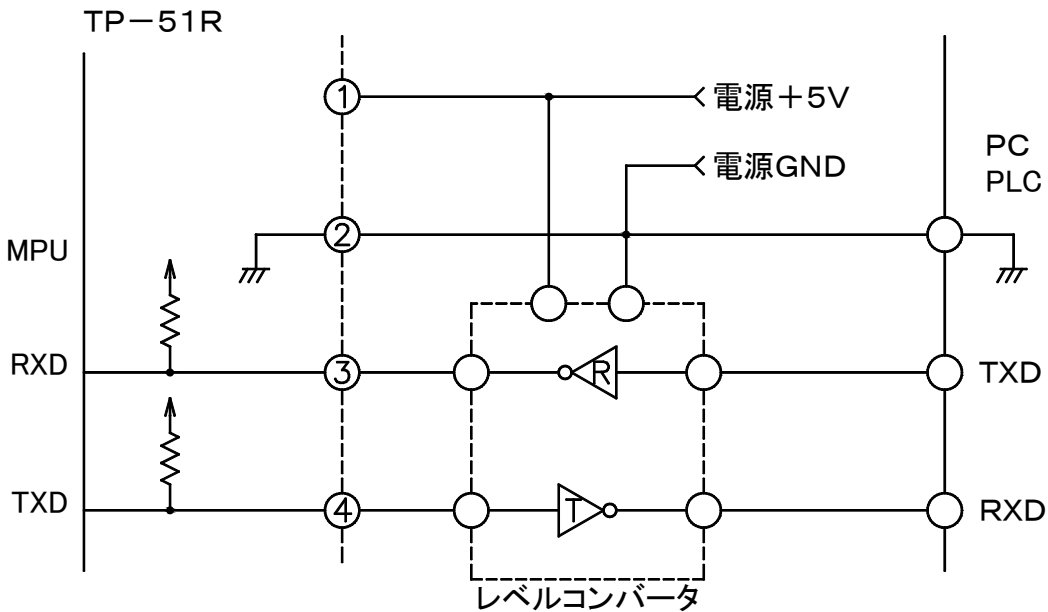 TP－51R
①
電源＋5V
電源GND
PC
PLC
②
MPU
RXD
③
R
TXD
TXD
④
T
RXD
レベルコンバータ